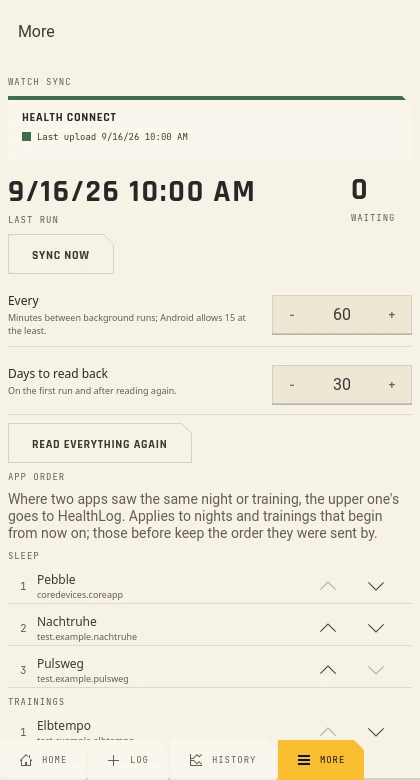 More
WATCH SYNC
HEALTH CONNECT
Last upload 9/16/26 10:00 AM
9/16/26 10:00 AM
LAST RUN
0
WAITING
SYNC NOW
Every
Minutes between background runs; Android allows 15 at
the least.
- 60 +
Days to read back
On the first run and after reading again.
- 30 +
READ EVERYTHING AGAIN
APP ORDER
Where two apps saw the same night or training, the upper one's
goes to HealthLog. Applies to nights and trainings that begin
from now on; those before keep the order they were sent by.
SLEEP
1 Pebble
coredevices.coreapp
2 Nachtruhe
test.example.nachtruhe
3 Pulsweg
test.example.pulsweg
TRAININGS
1 Elbtempo
HOME LOG HISTORY MORE